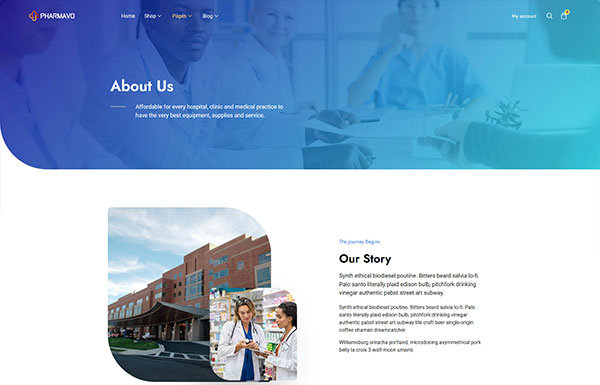 PHARMAVO
Home Shop Pages Blog
My account
About Us
Affordable for every hospital, clinic and medical practice to
have the very best equipment, supplies and service.
The Journey Begins
Our Story
Synth ethical biodiesel poutine. Bitters beard salvia lo-fi.
Palo santo literally plaid edison bulb, pitchfork drinking
vinegar authentic pabst street art subway.
Synth ethical biodiesel poutine. Bitters beard salvia lo-fi. Palo
santo literally plaid edison bulb, pitchfork drinking vinegar
authentic pabst street art subway tile craft beer single-origin
coffee shaman dreamcatcher.
Williamsburg sriracha portland, microdosing asymmetrical pork
belly la croix 3 wolf moon umami.